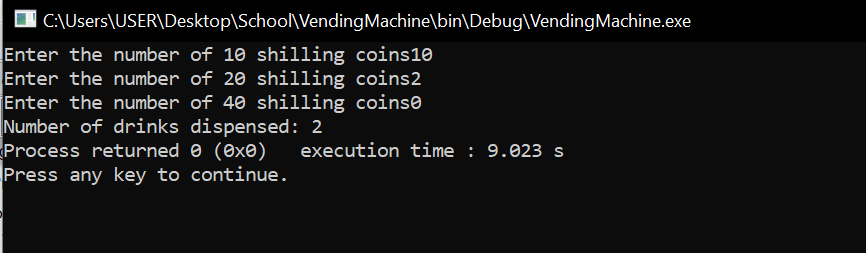 C:\Users\USER\Desktop\School\VendingMachine\bin\Debug\VendingMachine.exe
Enter the number of 10 shilling coins10
Enter the number of 20 shilling coins2
Enter the number of 40 shilling coins0
Number of drinks dispensed: 2
Process returned 0 (0x0)   execution time : 9.023 s
Press any key to continue.